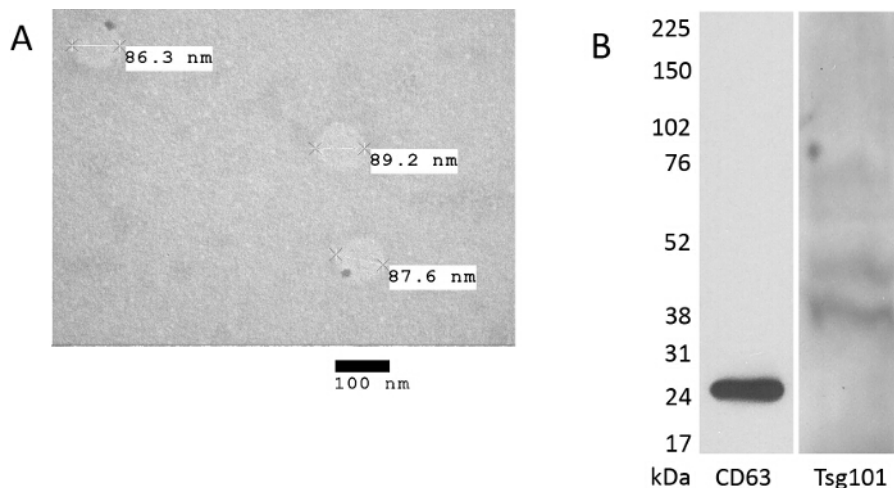 A
86.3 nm
89.2 nm
87.6 nm
100 nm
B
225
150
102
76
52
38
31
24
17
kDa CD63 Tsg101